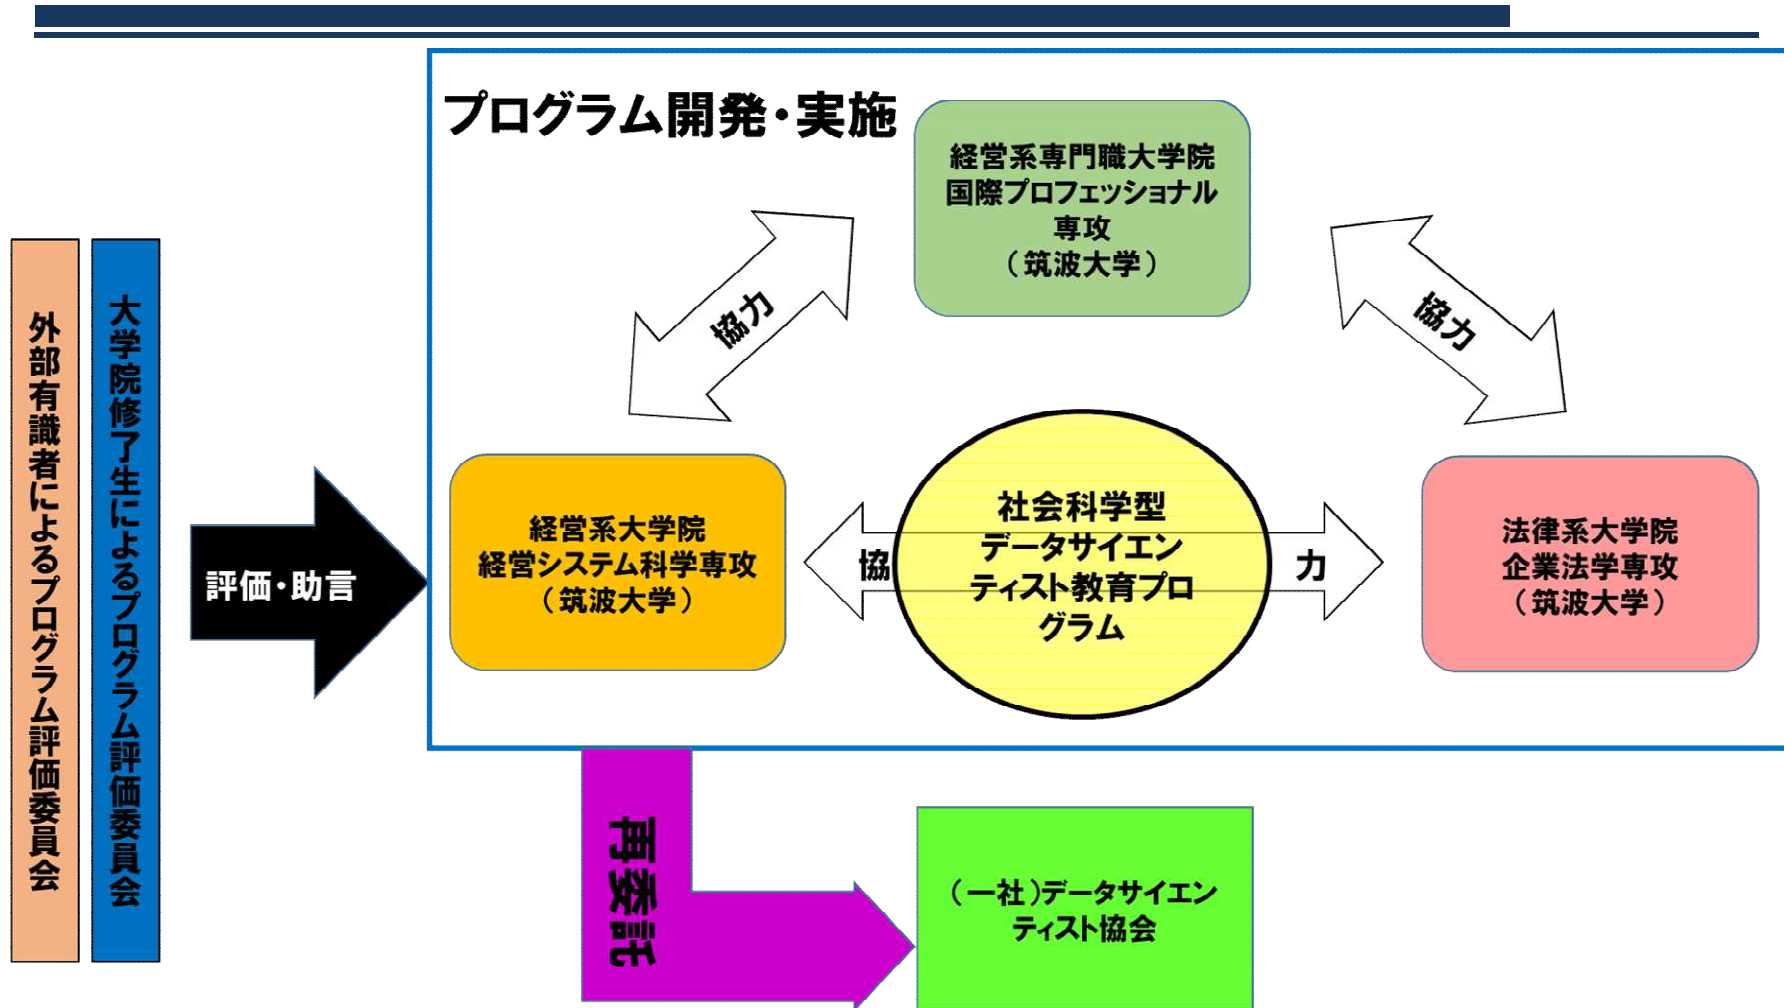 プログラム開発・実施
経営系専門職大学院
国際プロフェッショナル
専攻
（筑波大学）
協力
協力
外部有識者によるプログラム評価委員会
大学院修了生によるプログラム評価委員会
評価・助言
経営系大学院
経営システム科学専攻
（筑波大学）
協
社会科学型
データサイエン
ティスト教育プロ
グラム
力
法律系大学院
企業法学専攻
（筑波大学）
再委託
（一社）データサイエン
ティスト協会